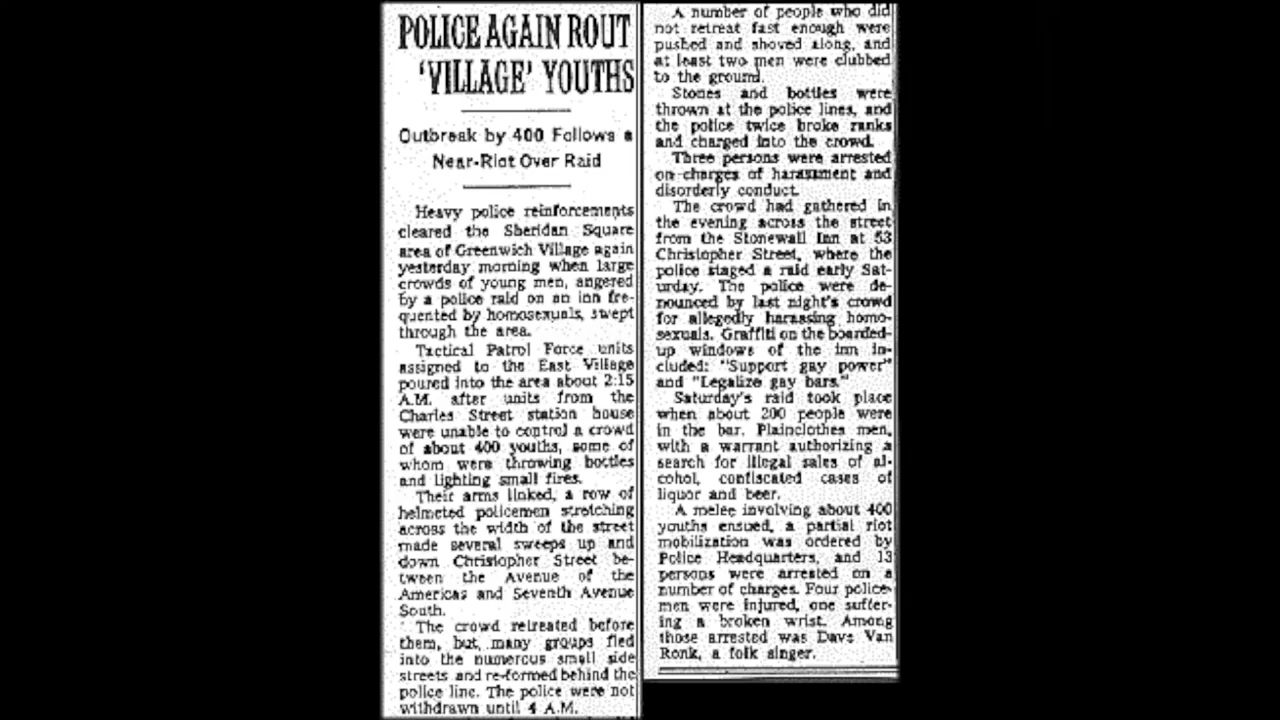 POLICE AGAIN ROUT
'VILLAGE' YOUTHS
Outbreak by 400 Follows a
Near-Riot Over Raid
Heavy police reinforcements
cleared the Sheridan Square
area of Greenwich Village again
yesterday morning when large
crowds of young men, angered
by a police raid on an inn fre-
quented by homosexuals, swept
through the area.
Tactical Patrol Force units
assigned to the East Village
poured into the area about 2:15
A.M. after units from the
Charles Street station house
were unable to control a crowd
of about 400 youths, some of
whom were throwing bottles
and lighting small fires.
Their arms linked, a row of
helmeted policemen stretching
across the width of the street
made several sweeps up and
down Christopher Street be-
tween the Avenue of the
Americas and Seventh Avenue
South.
The crowd retreated before
them, but many groups fled
into the numerous small side
streets and re-formed behind the
police line. The police were not
withdrawn until 4 A.M.
A number of people who did
not retreat fast enough were
pushed and shoved along, and
at least two men were clubbed
to the ground.
Stones and bottles were
thrown at the police lines, and
the police twice broke ranks
and charged into the crowd.
Three persons were arrested
on charges of harassment and
disorderly conduct.
The crowd had gathered in
the evening across the street
from the Stonewall Inn at 53
Christopher Street, where the
police staged a raid early Sat-
urday. The police were de-
nounced by last night's crowd
for allegedly harassing homo-
sexuals. Graffiti on the boarded-
up windows of the inn in-
cluded: "Support gay power"
and "Legalize gay bars."
Saturday's raid took place
when about 200 people were
in the bar. Plainclothes men,
with a warrant authorizing a
search for illegal sales of al-
cohol, confiscated cases of
liquor and beer.
A melee involving about 400
youths ensued, a partial riot
mobilization was ordered by
Police Headquarters, and 13
persons were arrested on a
number of charges. Four police-
men were injured, one suffer-
ing a broken wrist. Among
those arrested was Dave Van
Ronk, a folk singer.